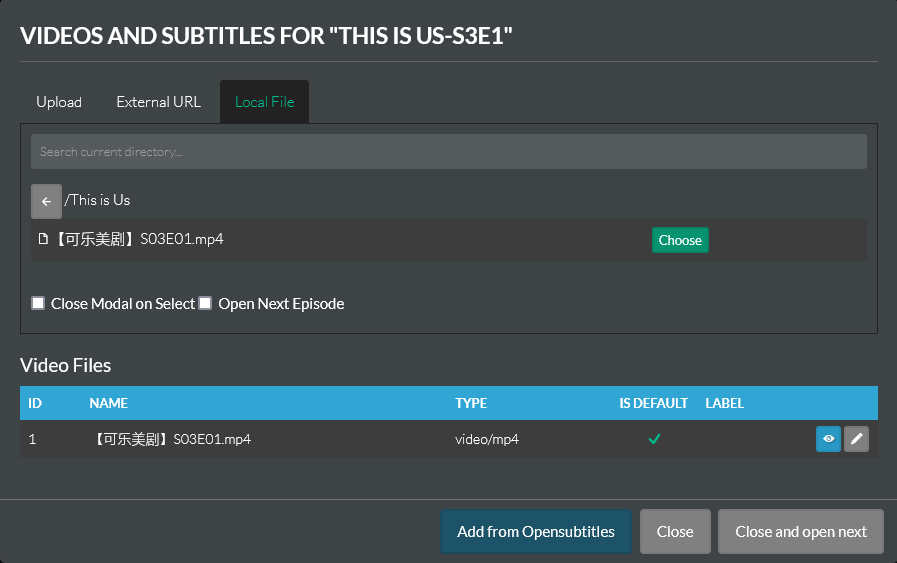 VIDEOS AND SUBTITLES FOR "THIS IS US-S3E1"
Upload External URL Local File
Search current directory...
/This is Us
【可乐美剧】S03E01.mp4 Choose
Close Modal on Select Open Next Episode
Video Files
ID NAME TYPE IS DEFAULT LABEL
1 【可乐美剧】S03E01.mp4 video/mp4
Add from Opensubtitles Close Close and open next